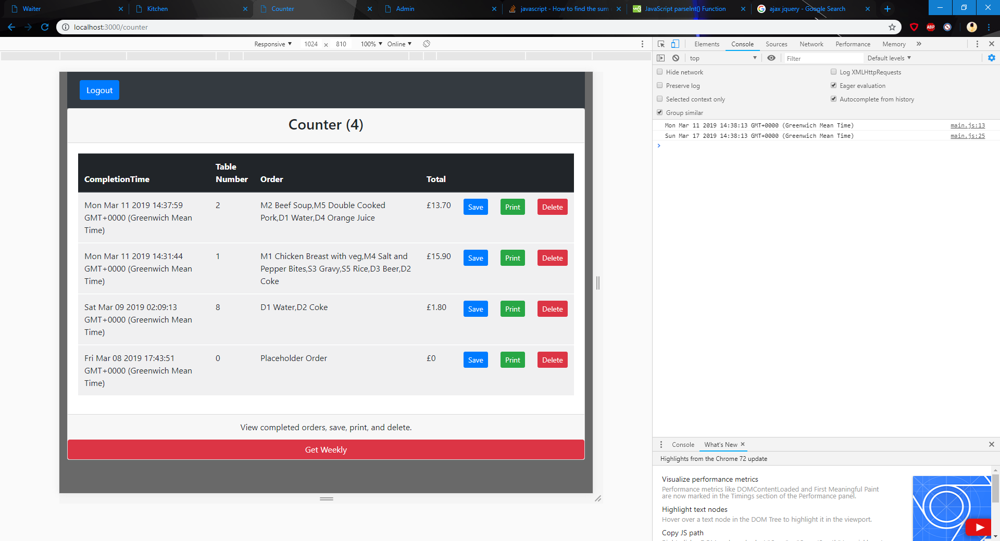 Waiter
Kitchen
Counter
Admin
javascript - How to find the sum
JavaScript parseInt() Function
ajax jquery - Google Search
localhost:3000/counter
ABP
Responsive 1024 x 810 100% Online
Elements Console Sources Network Performance Memory
top Filter Default levels
Hide network Log XMLHttpRequests
Preserve log Eager evaluation
Selected context only Autocomplete from history
Group similar
Mon Mar 11 2019 14:38:13 GMT+0000 (Greenwich Mean Time) main.js:13
Sun Mar 17 2019 14:38:13 GMT+0000 (Greenwich Mean Time) main.js:25
Logout
Counter (4)
Table
CompletionTime Number Order Total
Mon Mar 11 2019 14:37:59 2 M2 Beef Soup,M5 Double Cooked £13.70 Save Print Delete
GMT+0000 (Greenwich Mean Pork,D1 Water,D4 Orange Juice
Time)
Mon Mar 11 2019 14:31:44 1 M1 Chicken Breast with veg,M4 Salt and £15.90 Save Print Delete
GMT+0000 (Greenwich Mean Pepper Bites,S3 Gravy,S5 Rice,D3 Beer,D2
Time) Coke
Sat Mar 09 2019 02:09:13 8 D1 Water,D2 Coke £1.80 Save Print Delete
GMT+0000 (Greenwich Mean
Time)
Fri Mar 08 2019 17:43:51 0 Placeholder Order £0 Save Print Delete
GMT+0000 (Greenwich Mean
Time)
View completed orders, save, print, and delete.
Get Weekly
Console What's New
Highlights from the Chrome 72 update
Visualize performance metrics
Performance metrics like DOMContentLoaded and First Meaningful Paint
are now marked in the Timings section of the Performance panel.
Highlight text nodes
Hover over a text node in the DOM Tree to highlight it in the viewport.
Copy JS path